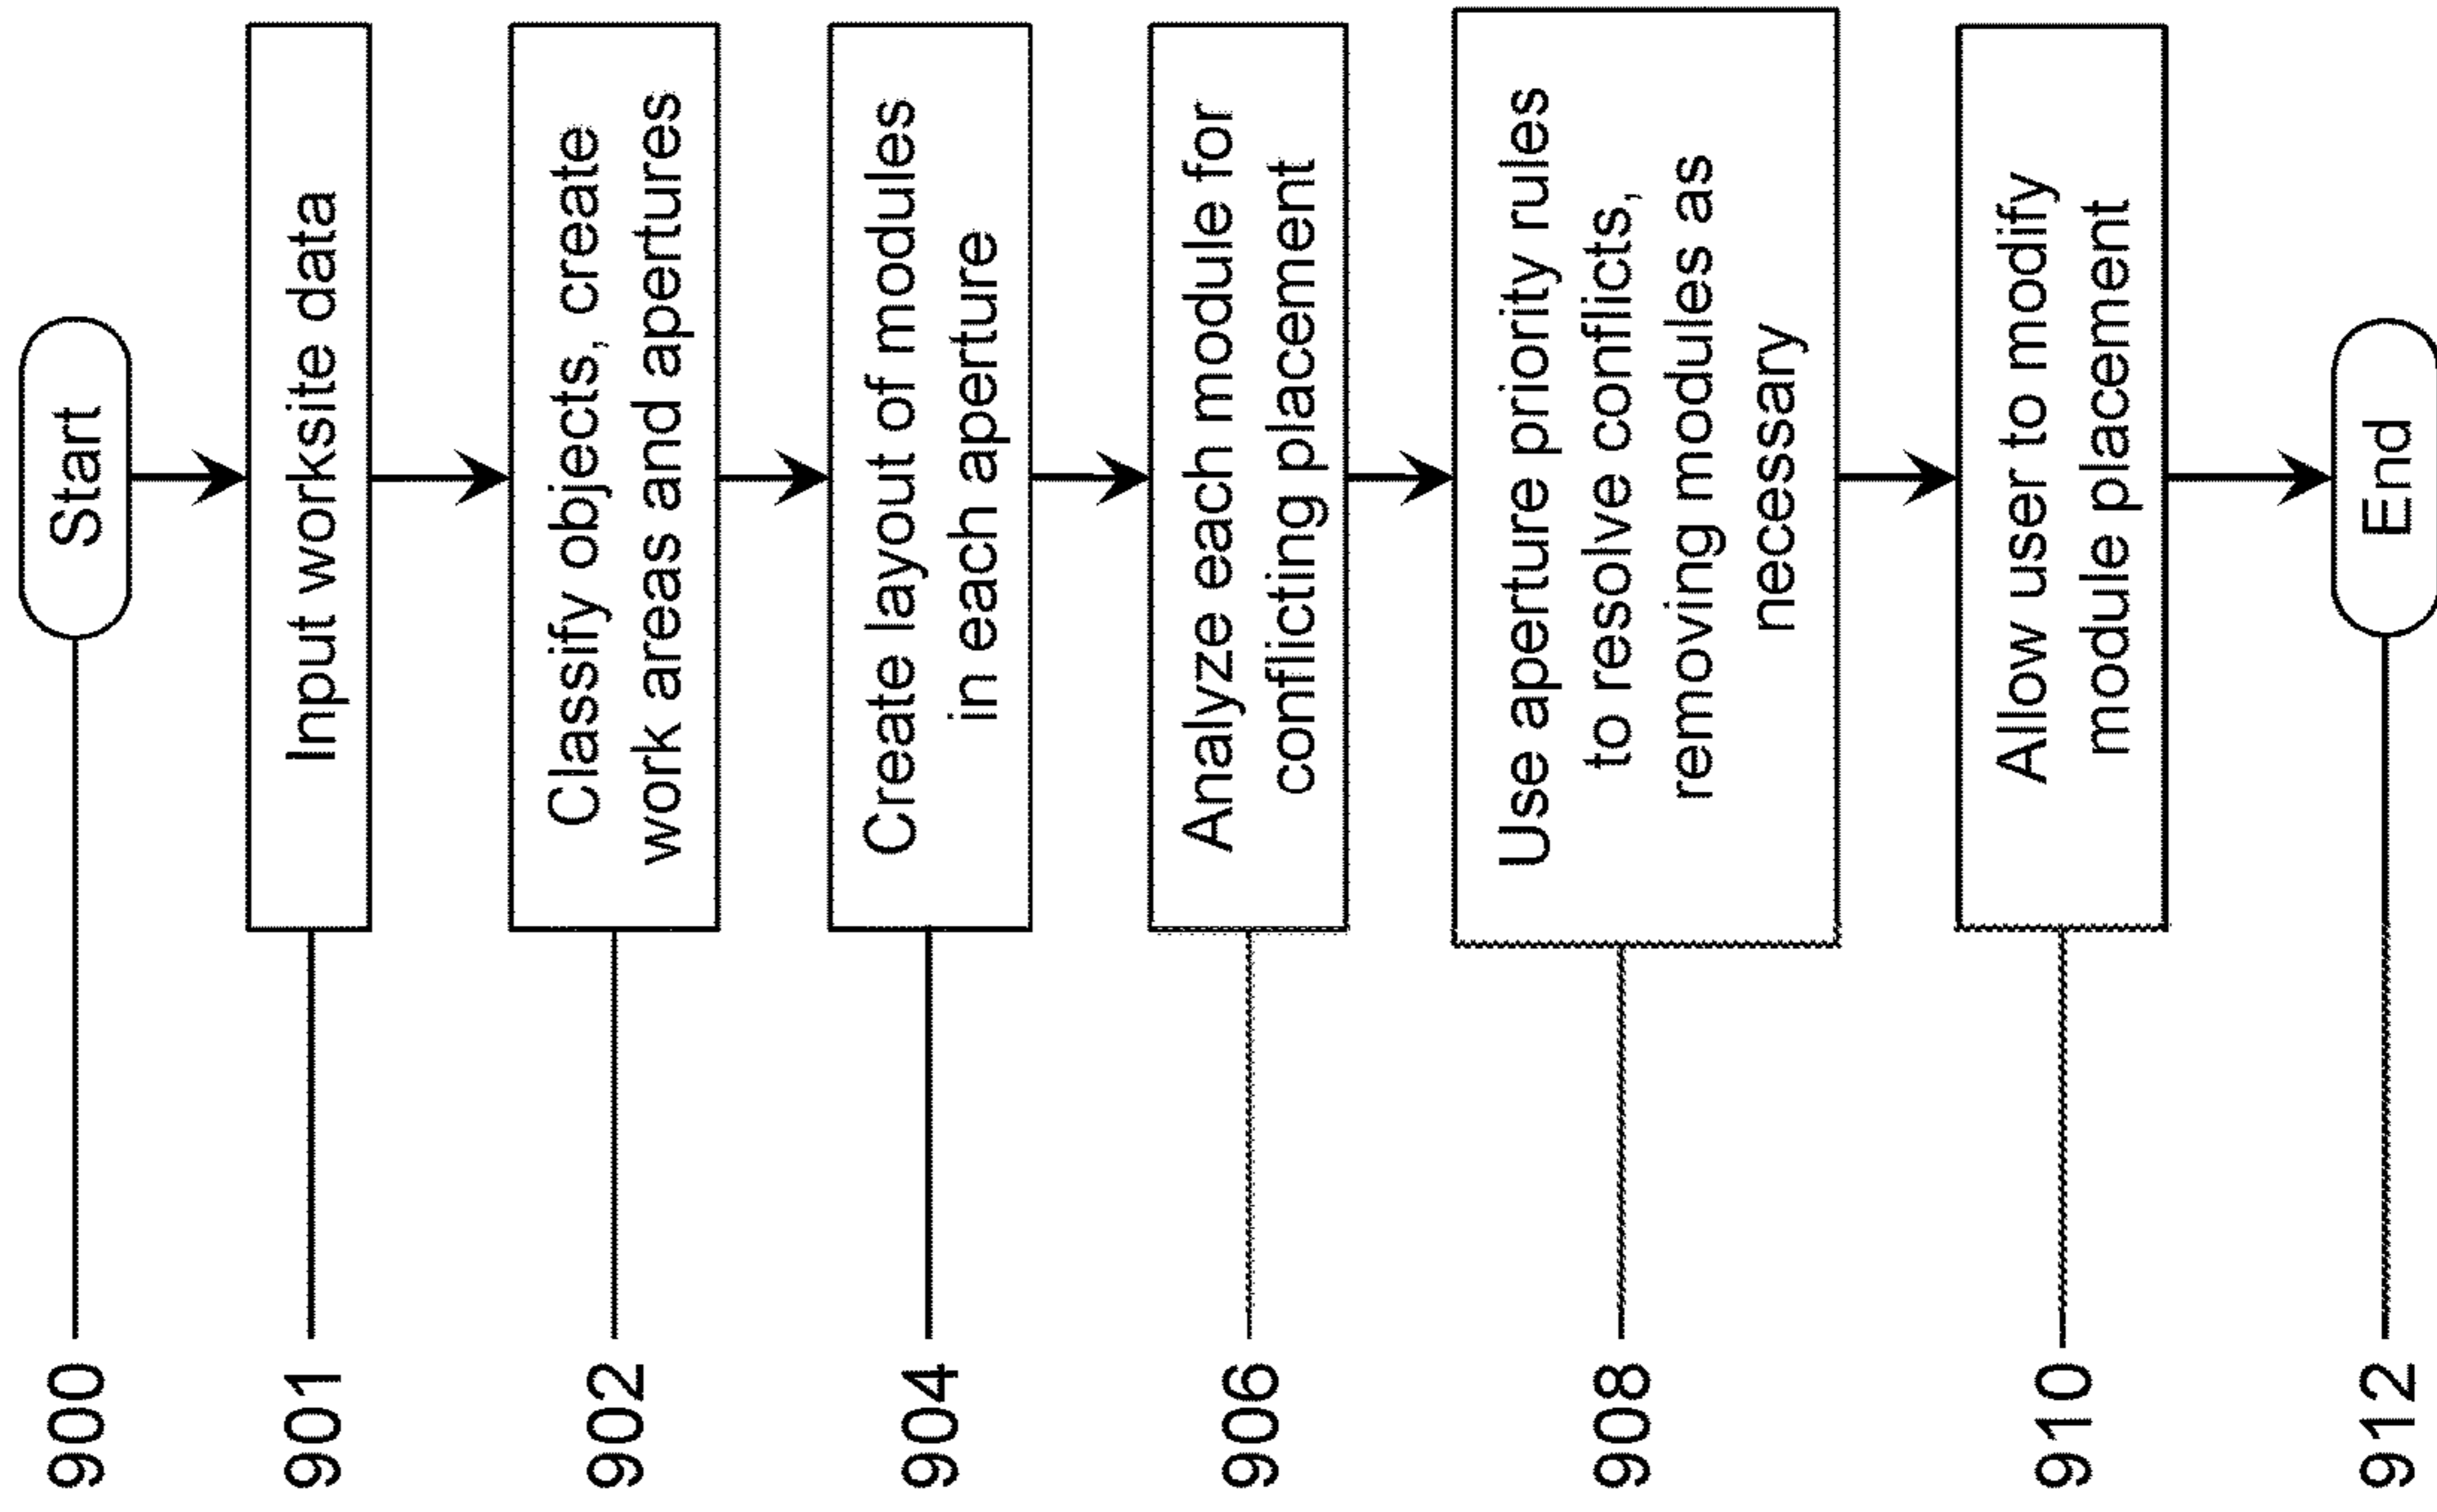 900
Start
901
Input worksite data
902
Classify objects, create
work areas and apertures
904
Create layout of modules
in each aperture
906
Analyze each module for
conflicting placement
908
Use aperture priority rules
to resolve conflicts,
removing modules as
necessary
910
Allow user to modify
module placement
912
End